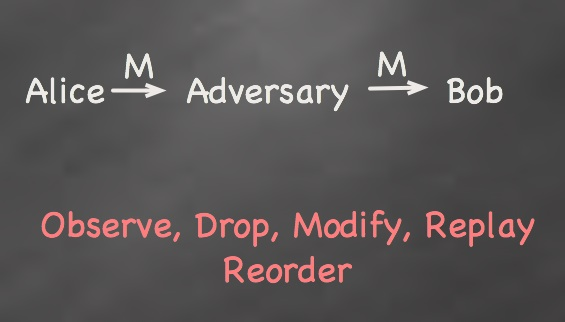 M M
Alice Adversary Bob
Observe, Drop, Modify, Replay
Reorder